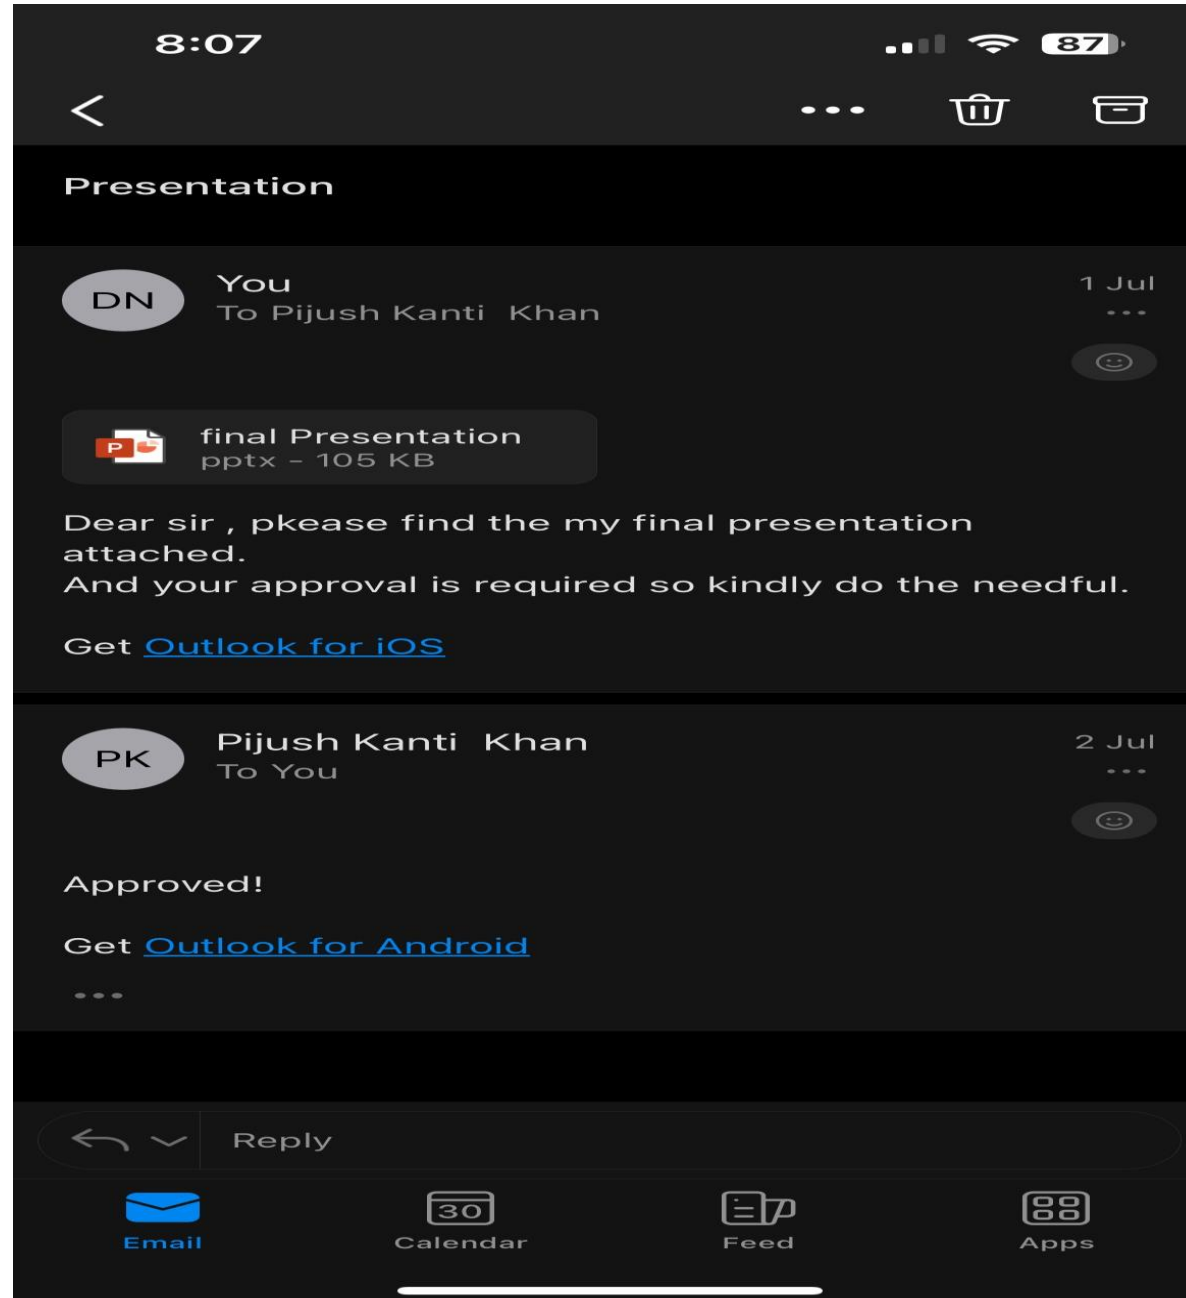 8:07
87
Presentation
DN
You
1 Jul
To Pijush Kanti  Khan
P
final Presentation
pptx - 105 KB
Dear sir , pkease find the my final presentation
attached.
And your approval is required so kindly do the needful.
Get Outlook for iOS
PK
Pijush Kanti  Khan
2 Jul
To You
Approved!
Get Outlook for Android
Reply
30
Email
Calendar
Feed
Apps